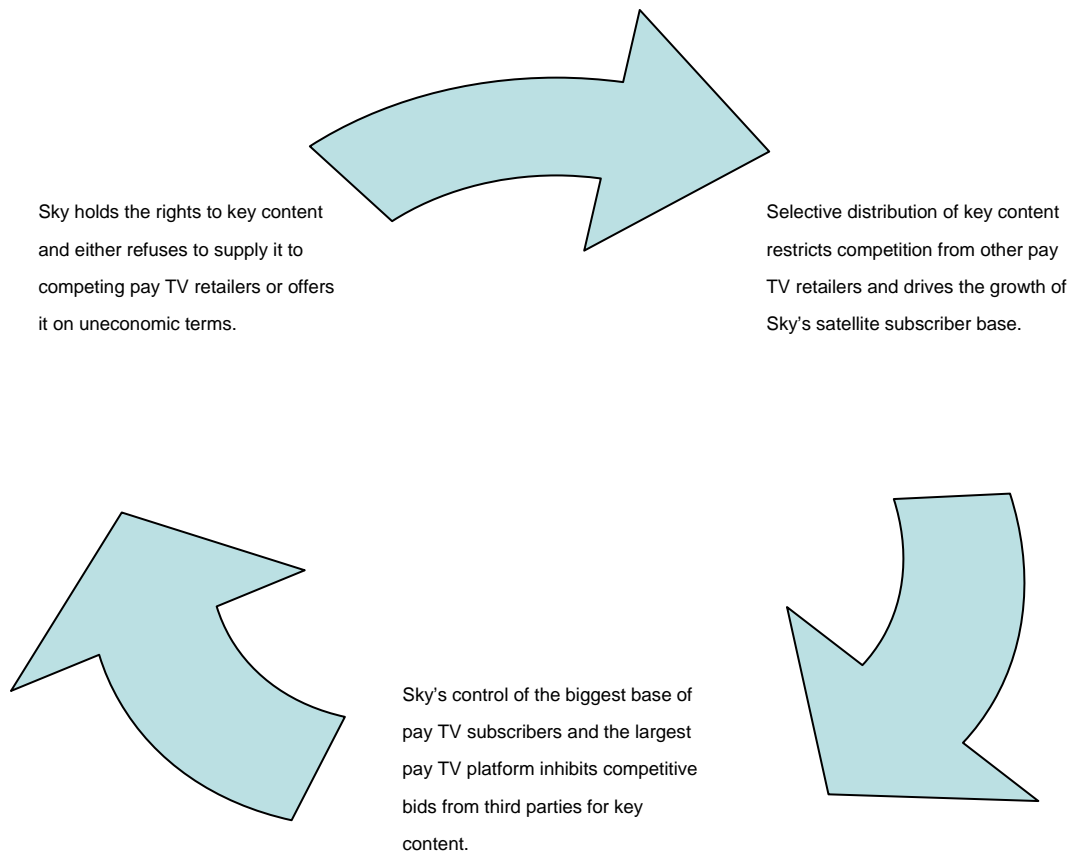 Sky holds the rights to key content
and either refuses to supply it to
competing pay TV retailers or offers
it on uneconomic terms.
Selective distribution of key content
restricts competition from other pay
TV retailers and drives the growth of
Sky’s satellite subscriber base.
Sky’s control of the biggest base of
pay TV subscribers and the largest
pay TV platform inhibits competitive
bids from third parties for key
content.